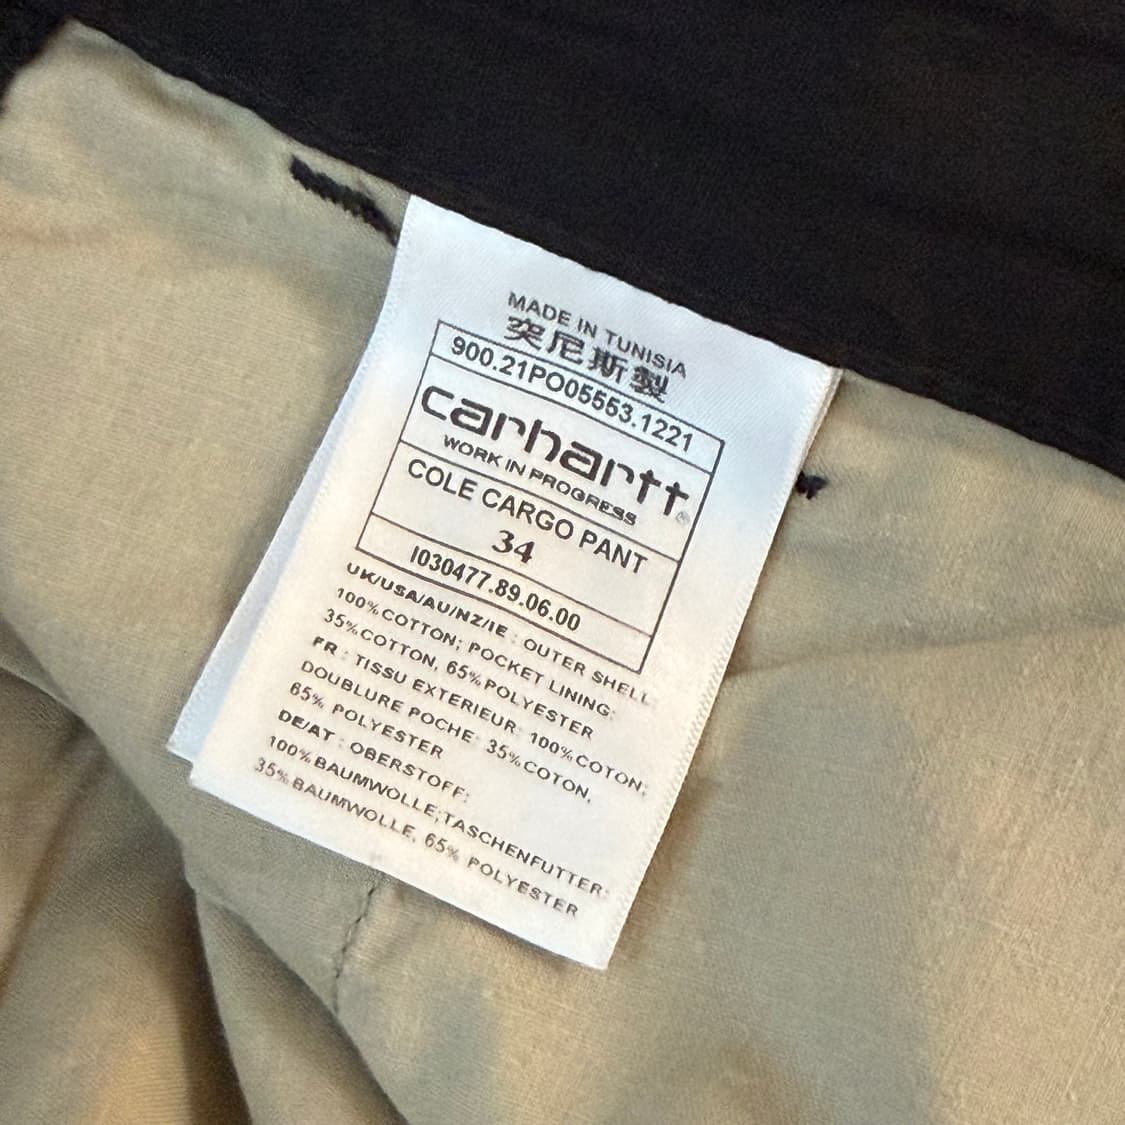 MADE IN TUNISIA
突尼斯製
900.21PO05553.1221
carhartt®
WORK IN PROGRESS
COLE CARGO PANT
34
I030477.89.06.00
UK/USA/AU/NZ/IE : OUTER SHELL:
100%COTTON; POCKET LINING:
35%COTTON, 65%POLYESTER
FR : TISSU EXTERIEUR: 100%COTON;
DOUBLURE POCHE: 35%COTON,
65% POLYESTER
DE/AT : OBERSTOFF:
100%BAUMWOLLE;TASCHENFUTTER:
35%BAUMWOLLE, 65% POLYESTER